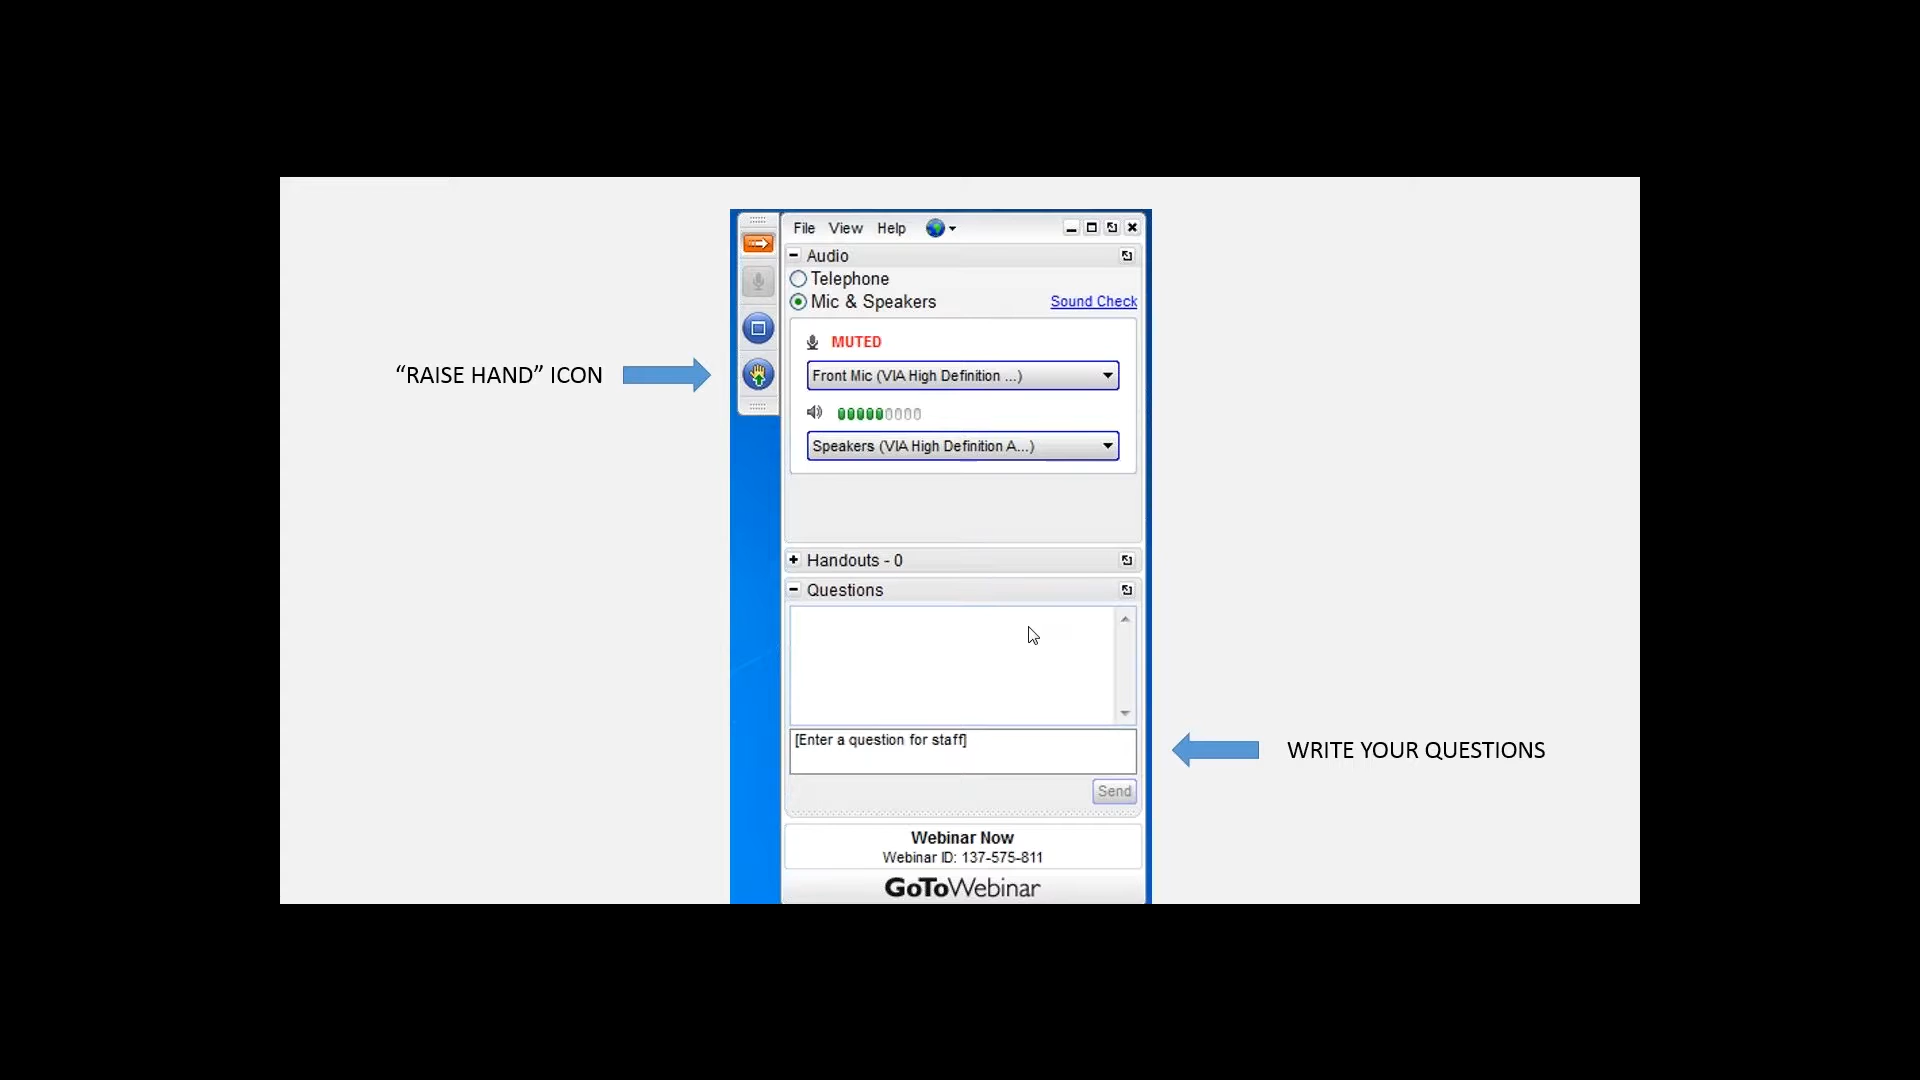 File View Help
Audio
Telephone
Mic & Speakers Sound Check
MUTED
“RAISE HAND” ICON
Front Mic (VIA High Definition ...)
Speakers (VIA High Definition A...)
Handouts - 0
Questions
[Enter a question for staff]
WRITE YOUR QUESTIONS
Send
Webinar Now
Webinar ID: 137-575-811
GoToWebinar